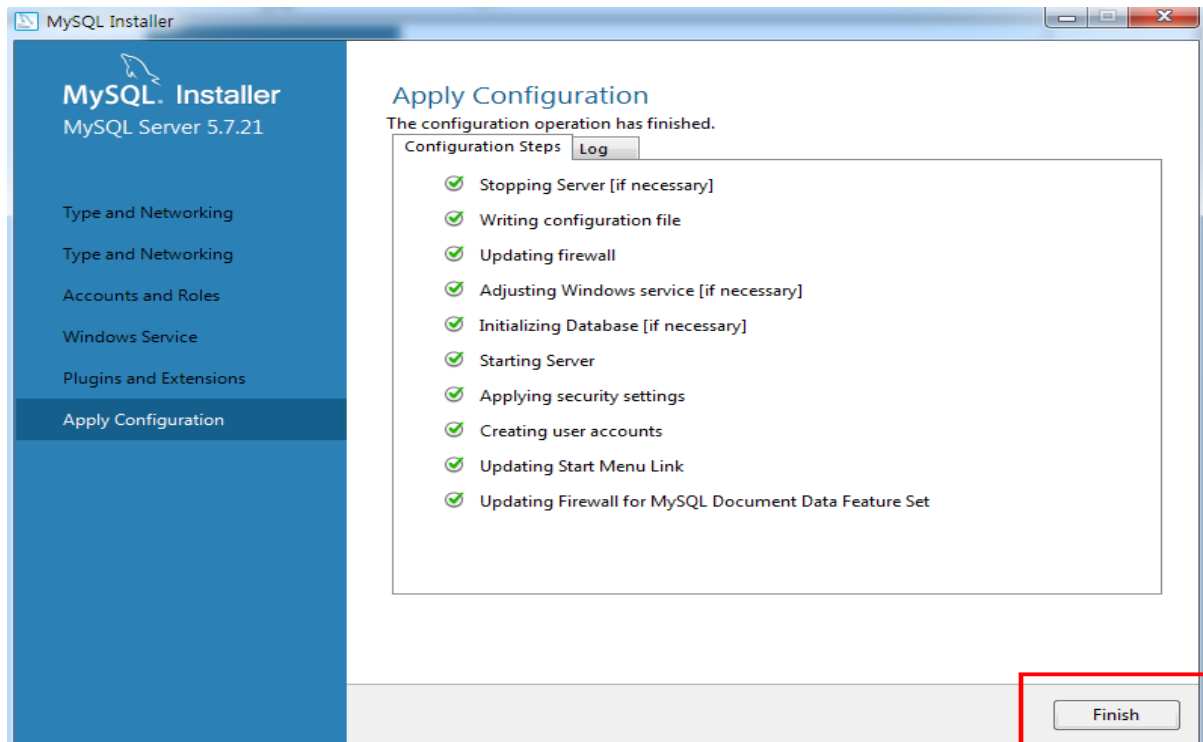 MySQL Installer
MySQL. Installer
MySQL Server 5.7.21
Type and Networking
Type and Networking
Accounts and Roles
Windows Service
Plugins and Extensions
Apply Configuration
Apply Configuration
The configuration operation has finished.
Configuration Steps Log
Stopping Server [if necessary]
Writing configuration file
Updating firewall
Adjusting Windows service [if necessary]
Initializing Database [if necessary]
Starting Server
Applying security settings
Creating user accounts
Updating Start Menu Link
Updating Firewall for MySQL Document Data Feature Set
Finish